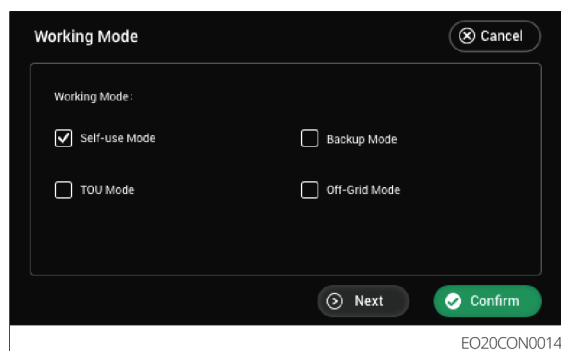 Working Mode
Cancel
Working Mode:
Self-use Mode
Backup Mode
TOU Mode
Off-Grid Mode
Next
Confirm
EO20CON0014